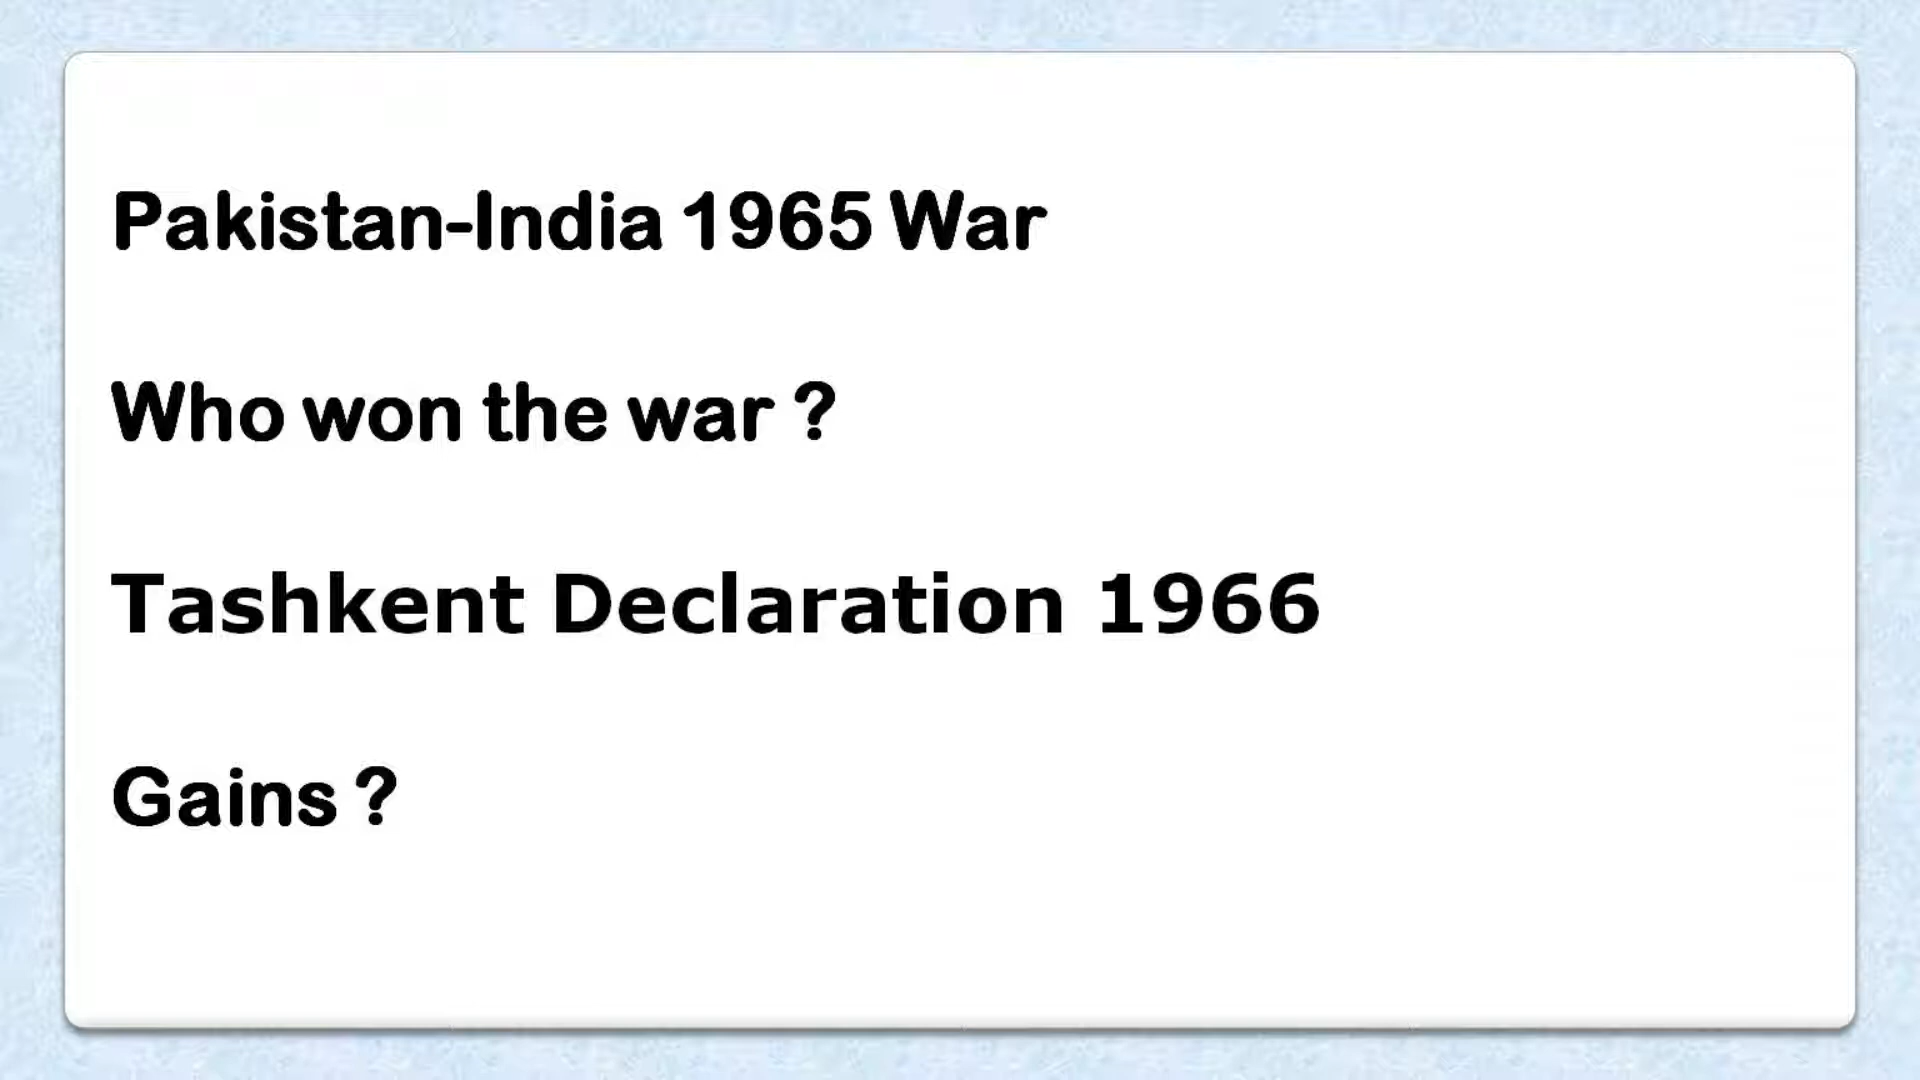 Pakistan-India 1965 War
Who won the war ?
Tashkent Declaration 1966
Gains ?